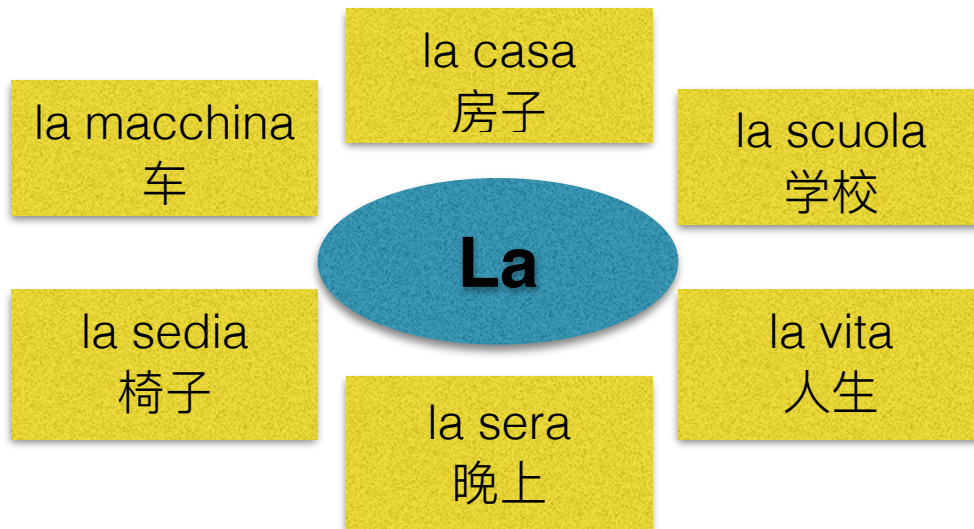 la casa
房子
la macchina
车
la scuola
学校
La
la sedia
椅子
la vita
人生
la sera
晚上